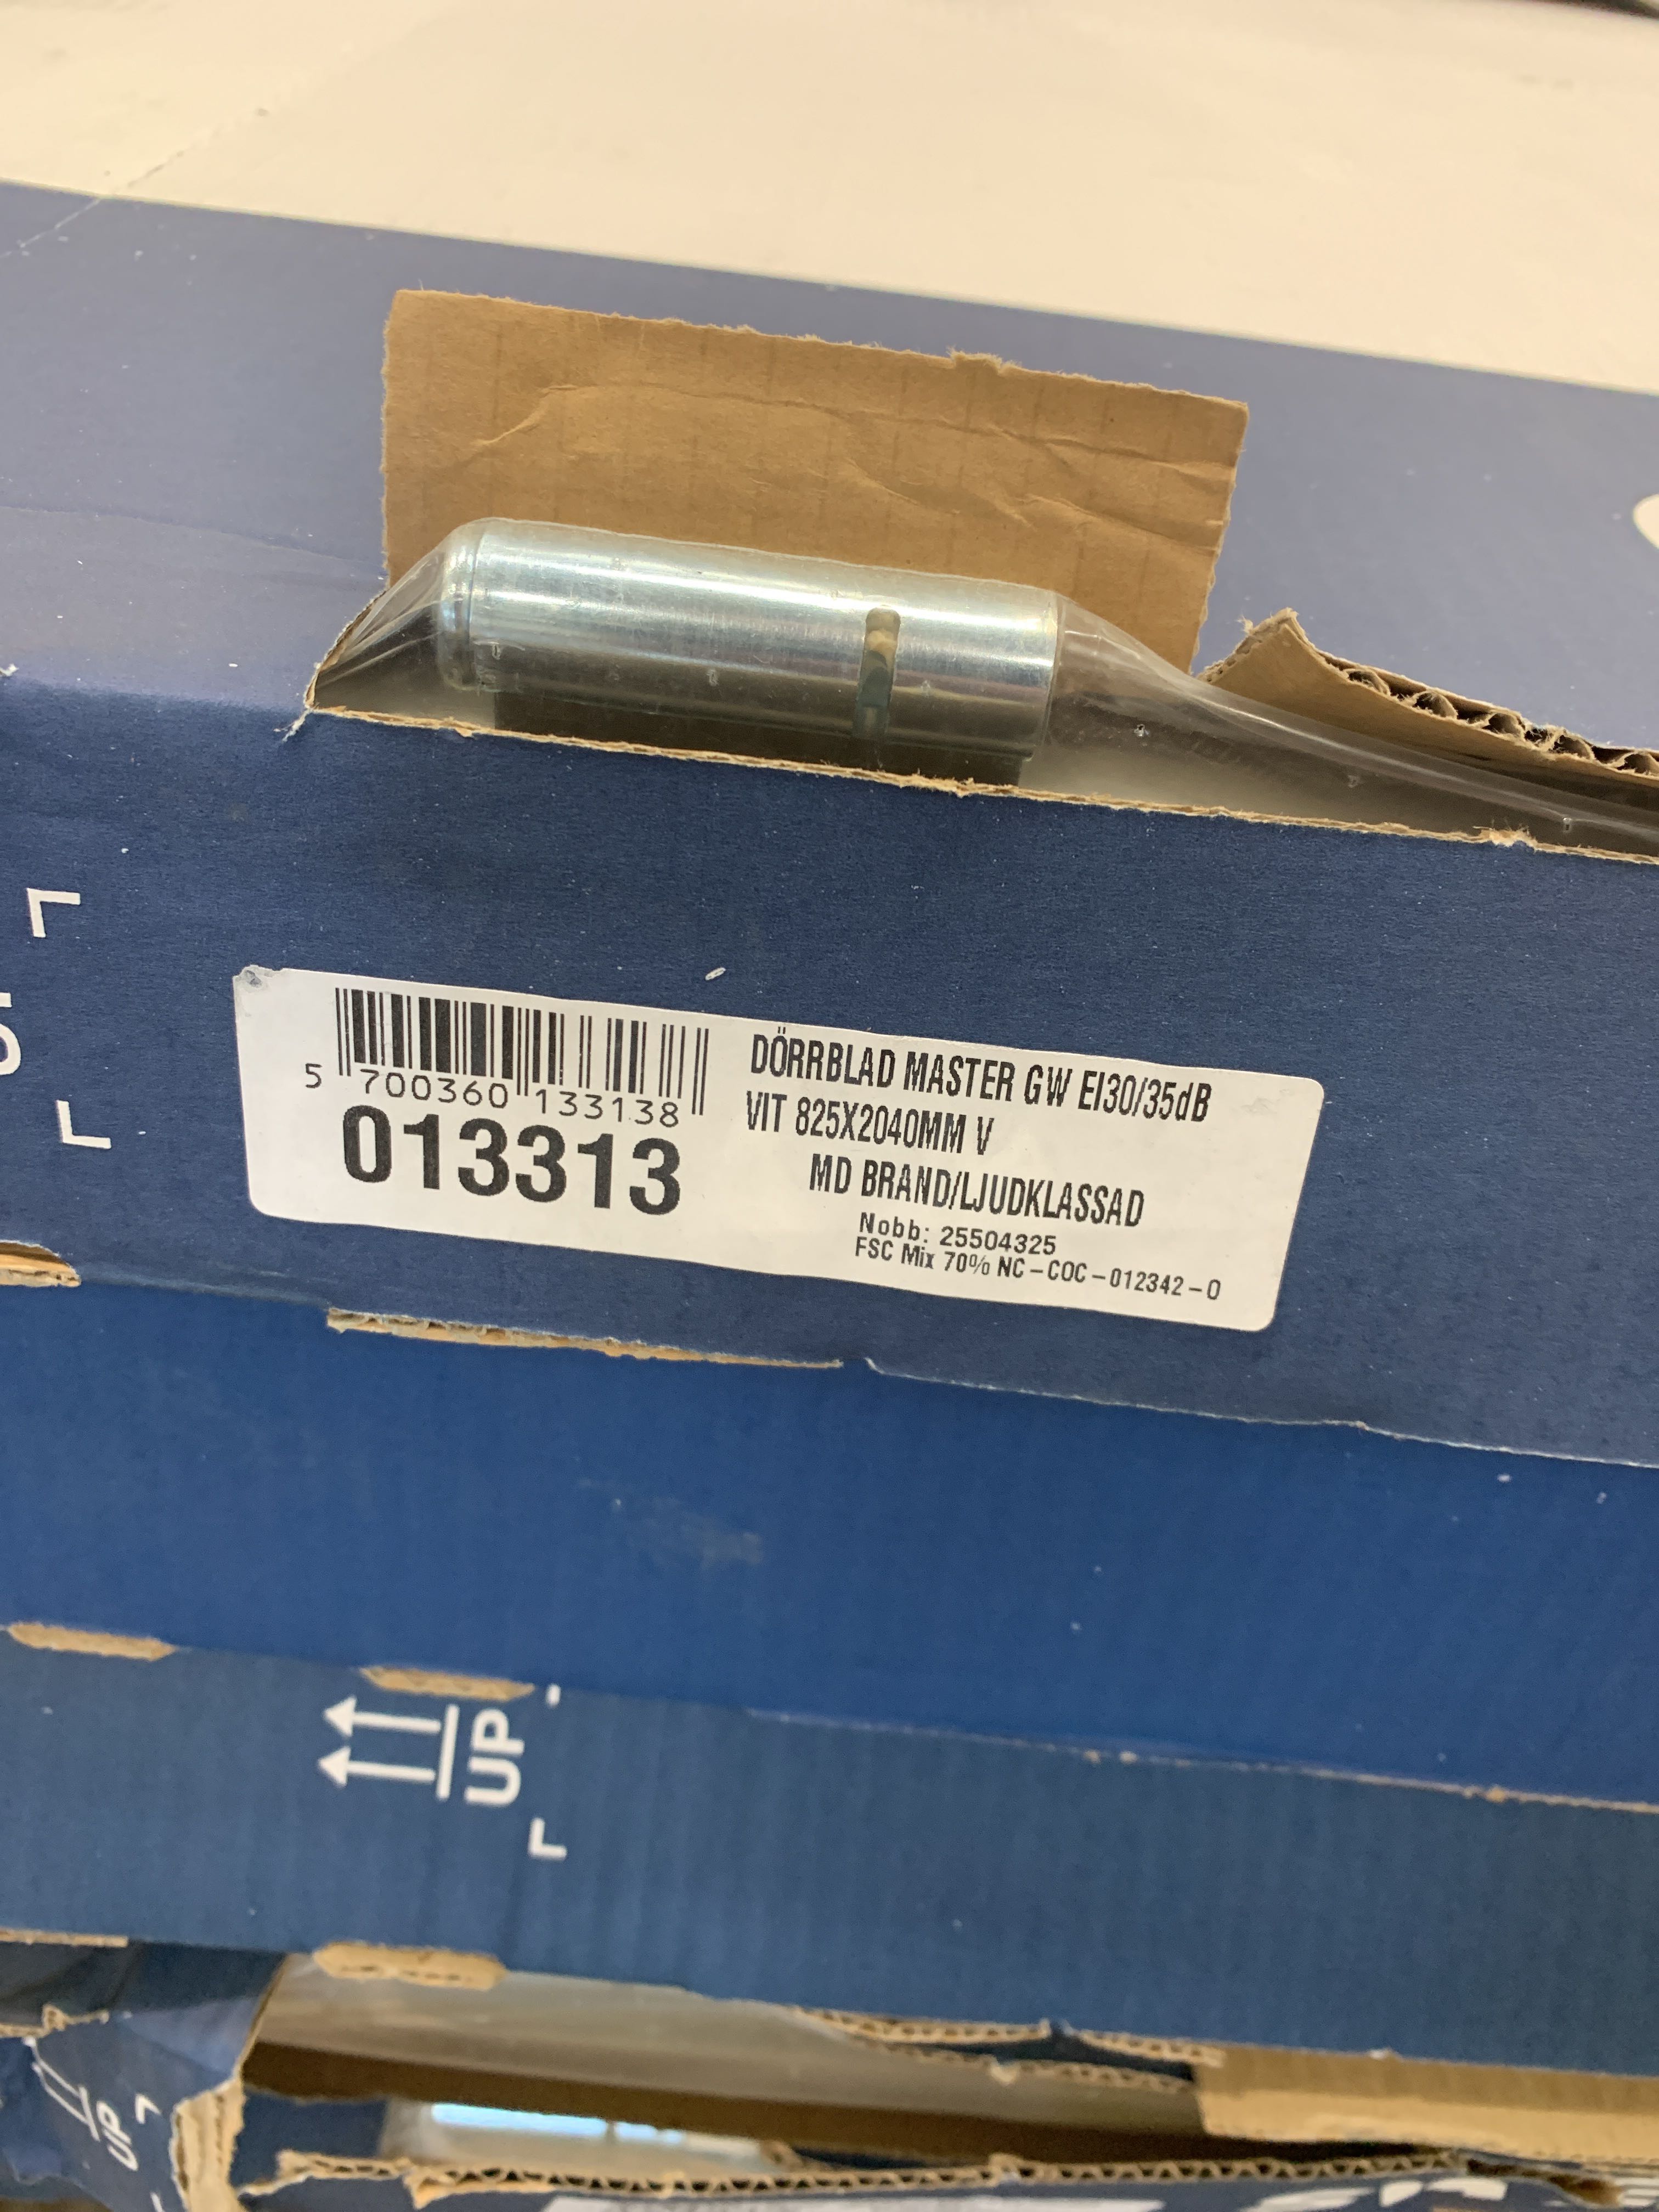 5 700360 133138
013313
DÖRRBLAD MASTER GW EI30/35dB
VIT 825X2040MM V
MD BRAND/LJUDKLASSAD
Nobb: 25504325
FSC Mix 70% NC-COC-012342-0
UP
UP